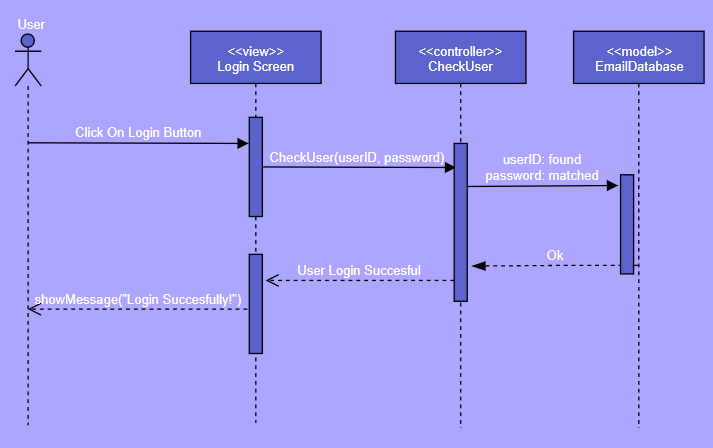 User
<<view>>
Login Screen
<<controller>>
CheckUser
<<model>>
EmailDatabase
Click On Login Button
CheckUser(userID, password)
userID: found
password: matched
Ok
User Login Succesful
showMessage("Login Succesfully!")